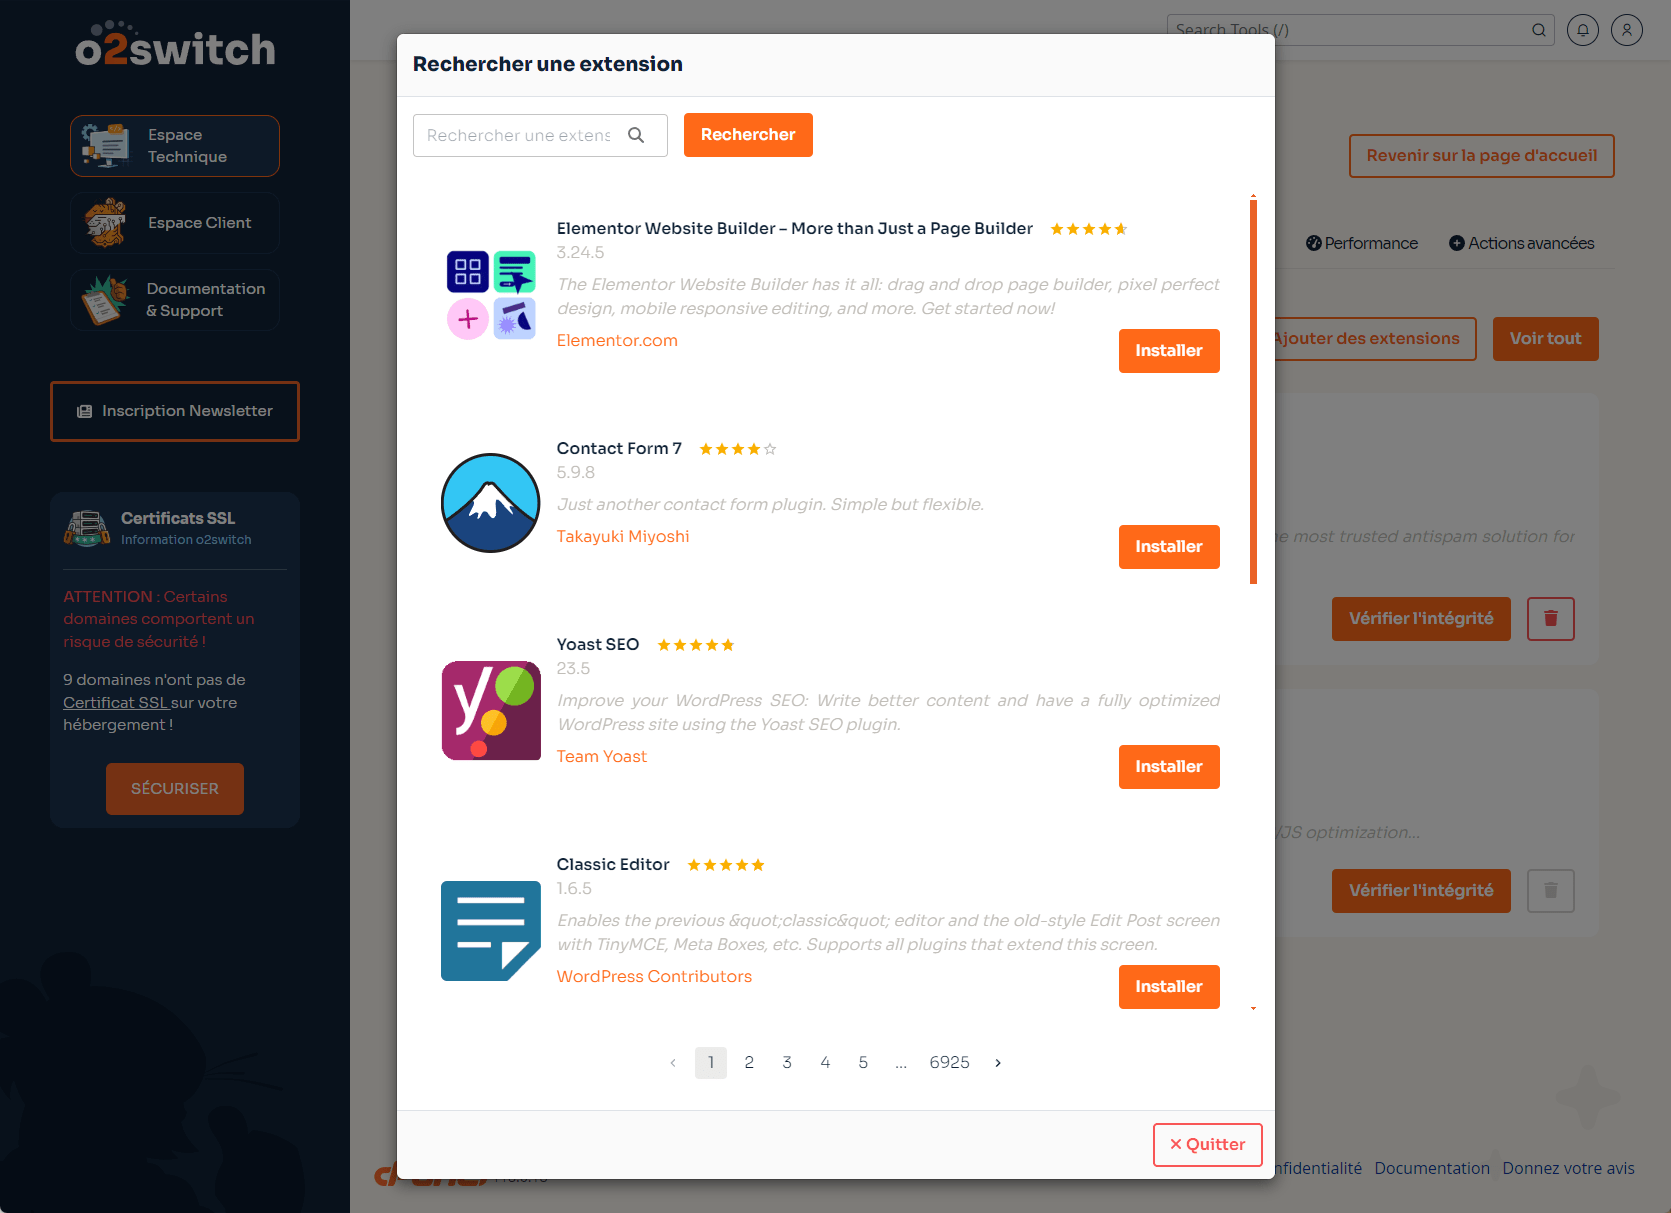 o2switch
Search Tools (/)
Espace
Technique
Espace Client
Documentation
& Support
Inscription Newsletter
Certificats SSL
Information o2switch
ATTENTION : Certains
domaines comportent un
risque de sécurité !
9 domaines n'ont pas de
Certificat SSL sur votre
hébergement !
SÉCURISER
Rechercher une extension
Rechercher une extens
Rechercher
Elementor Website Builder – More than Just a Page Builder
3.24.5
The Elementor Website Builder has it all: drag and drop page builder, pixel perfect
design, mobile responsive editing, and more. Get started now!
Elementor.com
Installer
Contact Form 7
5.9.8
Just another contact form plugin. Simple but flexible.
Takayuki Miyoshi
Installer
Yoast SEO
23.5
Improve your WordPress SEO: Write better content and have a fully optimized
WordPress site using the Yoast SEO plugin.
Team Yoast
Installer
Classic Editor
1.6.5
Enables the previous &quot;classic&quot; editor and the old-style Edit Post screen
with TinyMCE, Meta Boxes, etc. Supports all plugins that extend this screen.
WordPress Contributors
Installer
‹ 1 2 3 4 5 ... 6925 ›
× Quitter
Revenir sur la page d'accueil
Performance
Actions avancées
Ajouter des extensions
Voir tout
most trusted antispam solution for
Vérifier l'intégrité
/JS optimization...
Vérifier l'intégrité
nfidentialité
Documentation
Donnez votre avis